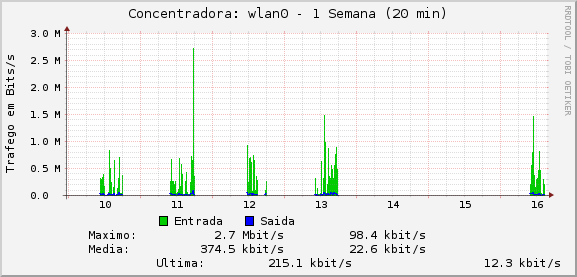 Concentradora: wlan0 - 1 Semana (20 min)
RRDTOOL / TOBI OETIKER
Trafego em Bits/s
3.0 M
2.5 M
2.0 M
1.5 M
1.0 M
0.5 M
0.0
10 11 12 13 14 15 16
Entrada Saida
Maximo: 2.7 Mbit/s 98.4 kbit/s
Media: 374.5 kbit/s 22.6 kbit/s
Ultima: 215.1 kbit/s 12.3 kbit/s